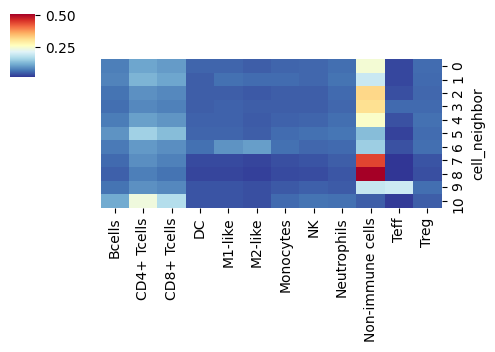 0.50
0.25
0
1
2
3
4
5
6
7
8
9
10
cell_neighbor
Bcells
CD4+ Tcells
CD8+ Tcells
DC
M1-like
M2-like
Monocytes
NK
Neutrophils
Non-immune cells
Teff
Treg